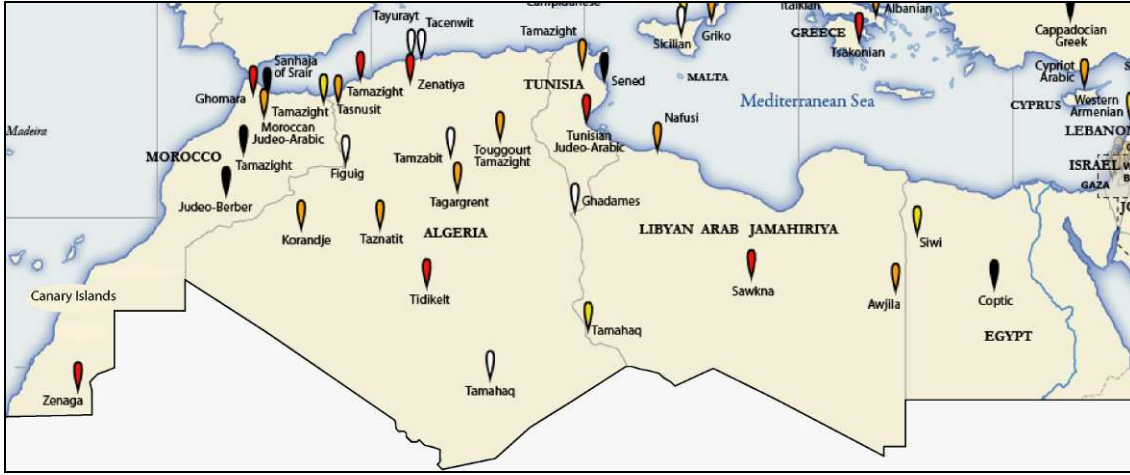 Tayurayt
Tacenwit
Tamazight
Campidanese
Sicilian
Griko
Italkian
GREECE
Albanian
Tsakonian
Cappadocian
Greek
Sanhaja
of Srair
Ghomara
Tamazight
Moroccan
Judeo-Arabic
Tasnusit
Tamazight
Zenatiya
TUNISIA
Sened
MALTA
Mediterranean Sea
Cypriot
Arabic
CYPRUS
Western
Armenian
LEBANON
Madeira
MOROCCO
Tamazight
Figuig
Tamzabit
Touggourt
Tamazight
Tunisian
Judeo-Arabic
Nafusi
ISRAEL
GAZA
Judeo-Berber
Korandje
Taznatit
Tagargrent
ALGERIA
Ghadames
LIBYAN ARAB JAMAHIRIYA
Siwi
Tidikelt
Sawkna
Awjila
Coptic
EGYPT
Canary Islands
Tamahaq
Tamahaq
Zenaga